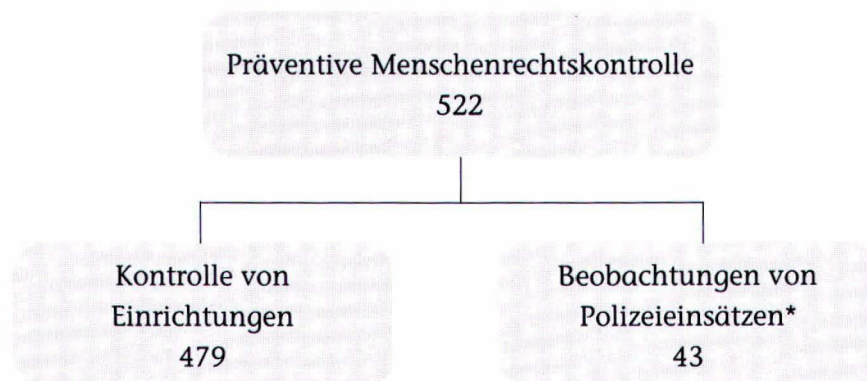 Präventive Menschenrechtskontrolle
522
Kontrolle von
Einrichtungen
479
Beobachtungen von
Polizeieinsätzen*
43